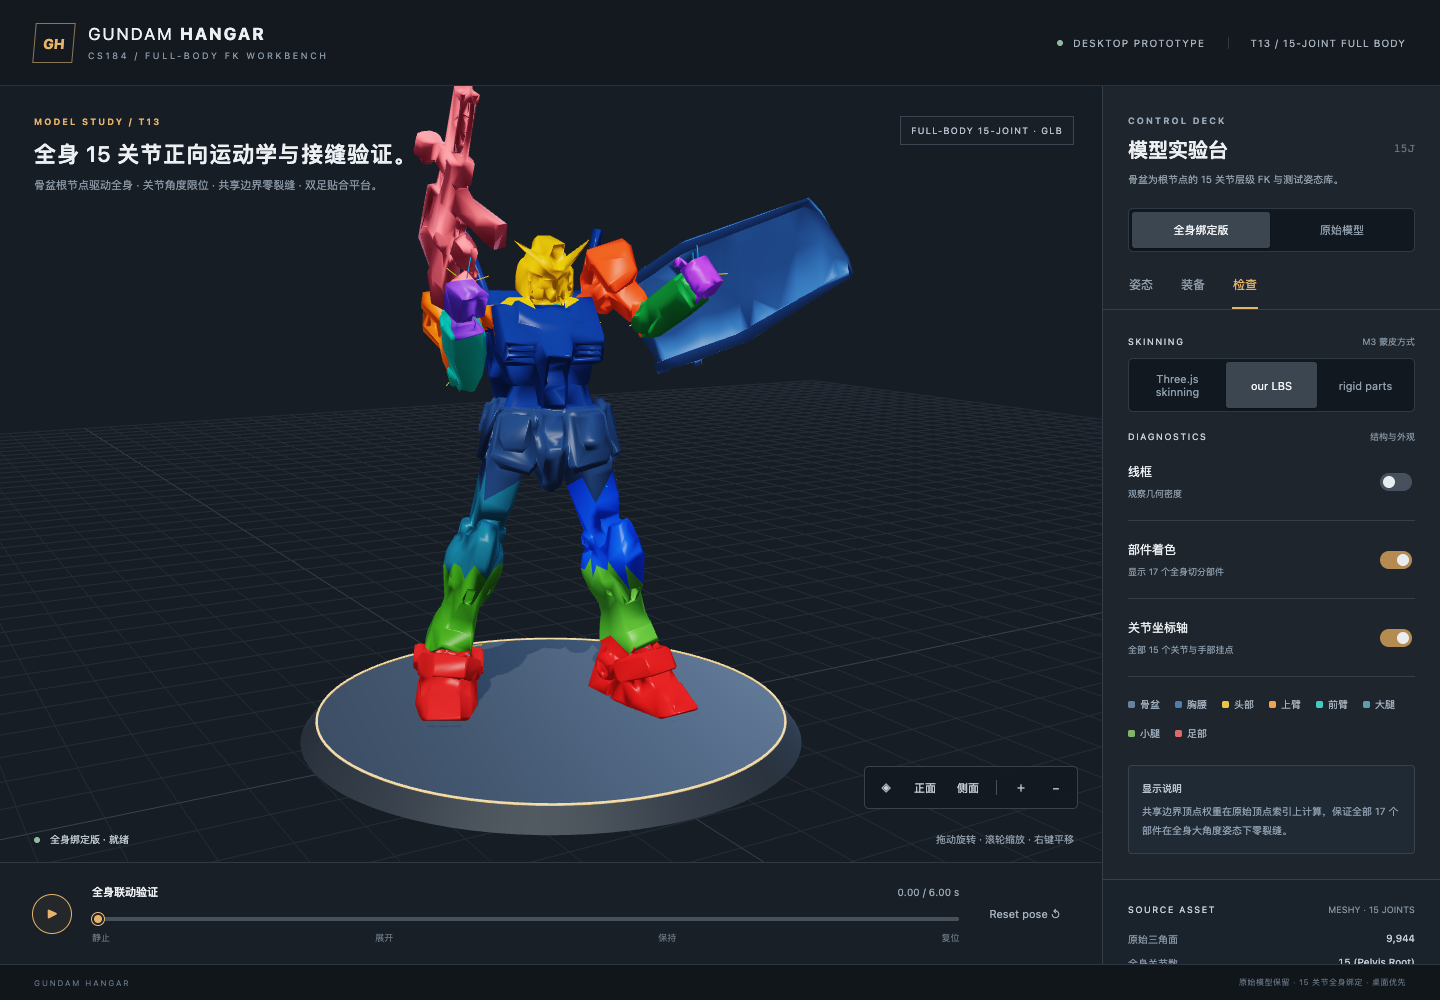 GH
GUNDAM HANGAR
CS184 / FULL-BODY FK WORKBENCH
DESKTOP PROTOTYPE
T13 / 15-JOINT FULL BODY
MODEL STUDY / T13
全身 15 关节正向运动学与接缝验证。
骨盆根节点驱动全身 · 关节角度限位 · 共享边界零裂缝 · 双足贴合平台。
FULL-BODY 15-JOINT · GLB
正面 侧面 + −
全身绑定版 · 就绪
拖动旋转 · 滚轮缩放 · 右键平移
全身联动验证
0.00 / 6.00 s
Reset pose
静止 展开 保持 复位
CONTROL DECK
模型实验台
15J
骨盆为根节点的 15 关节层级 FK 与测试姿态库。
全身绑定版 原始模型
姿态 装备 检查
SKINNING
M3 蒙皮方式
Three.js
skinning
our LBS
rigid parts
DIAGNOSTICS
结构与外观
线框
观察几何密度
部件着色
显示 17 个全身切分部件
关节坐标轴
全部 15 个关节与手部挂点
骨盆 胸腰 头部 上臂 前臂 大腿
小腿 足部
显示说明
共享边界顶点权重在原始顶点索引上计算，保证全部 17 个
部件在全身大角度姿态下零裂缝。
SOURCE ASSET
MESHY · 15 JOINTS
原始三角面
9,944
全身关节数
15 (Pelvis Root)
GUNDAM HANGAR
原始模型保留 · 15 关节全身绑定 · 桌面优先